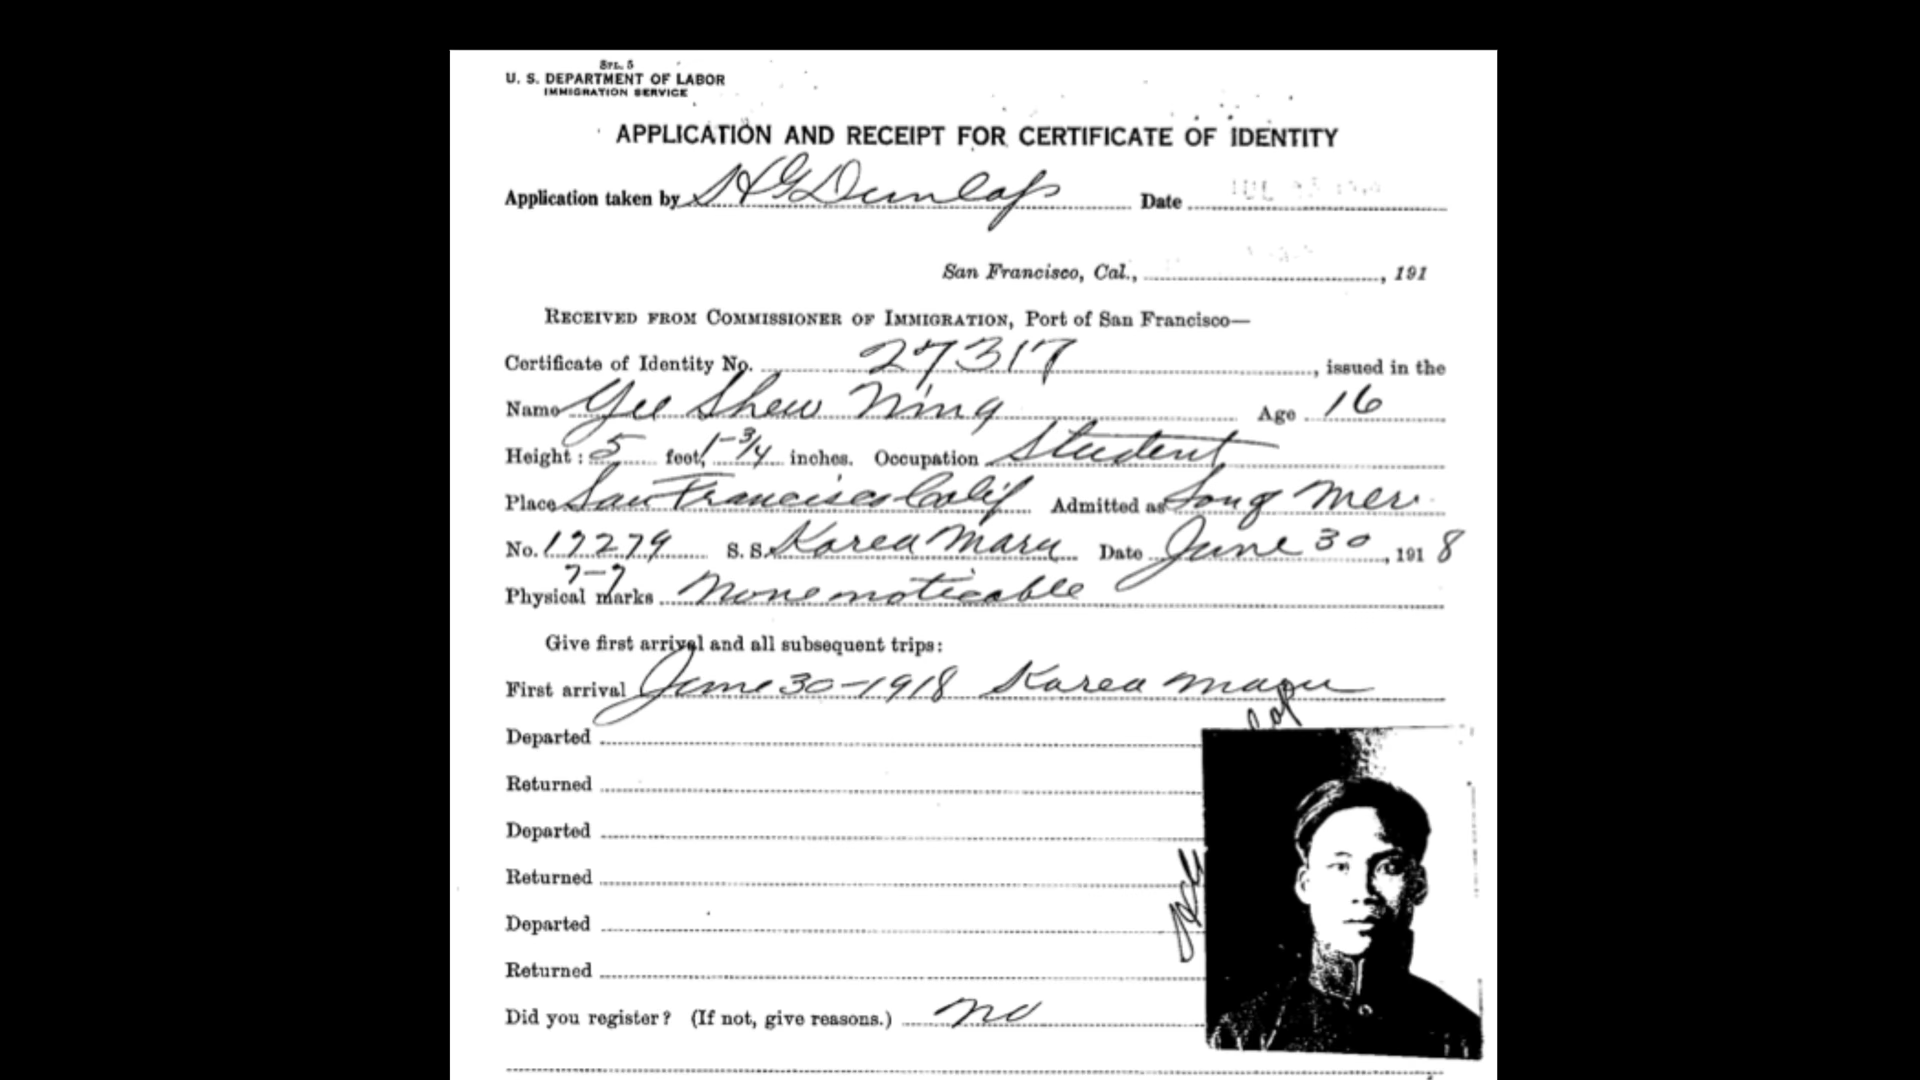 SPL. 5
U. S. DEPARTMENT OF LABOR
IMMIGRATION SERVICE
APPLICATION AND RECEIPT FOR CERTIFICATE OF IDENTITY
Application taken by H G Dunlap Date
San Francisco, Cal., , 191
RECEIVED FROM COMMISSIONER OF IMMIGRATION, Port of San Francisco—
Certificate of Identity No. 27317, issued in the
Name Yee Shew Ning Age 16
Height: 5 feet, 1-3/4 inches. Occupation Student
Place San Francisco Calif Admitted as Son of Mer.
No. 17279 S. S. Korea Maru Date June 30, 1918
7-7
Physical marks None noticable
Give first arrival and all subsequent trips:
First arrival June 30-1918 Korea Maru
Departed
Returned
Departed
Returned
Departed
Returned
Did you register? (If not, give reasons.) no